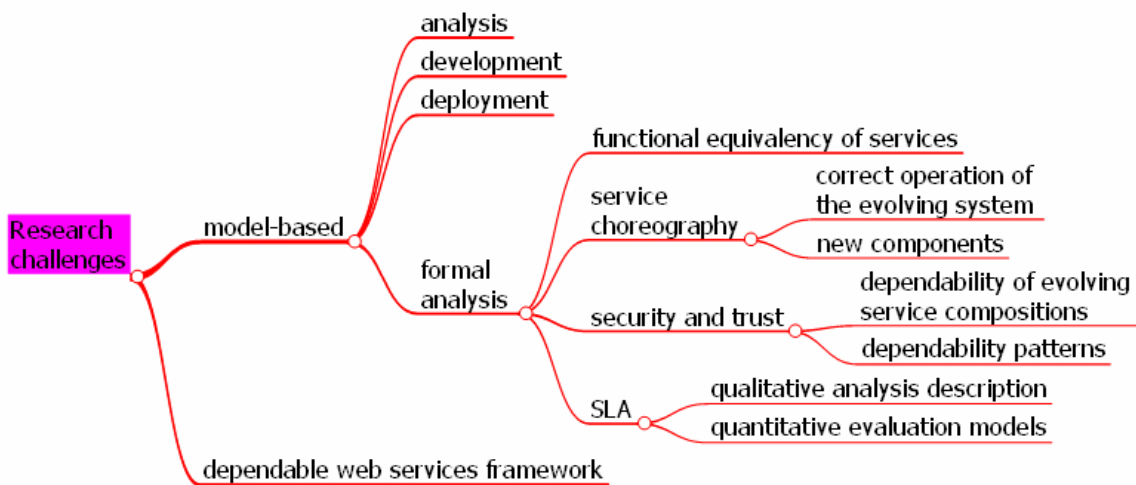 Research
challenges
model-based
analysis
development
deployment
formal
analysis
functional equivalency of services
service
choreography
correct operation of
the evolving system
new components
security and trust
dependability of evolving
service compositions
dependability patterns
SLA
qualitative analysis description
quantitative evaluation models
dependable web services framework